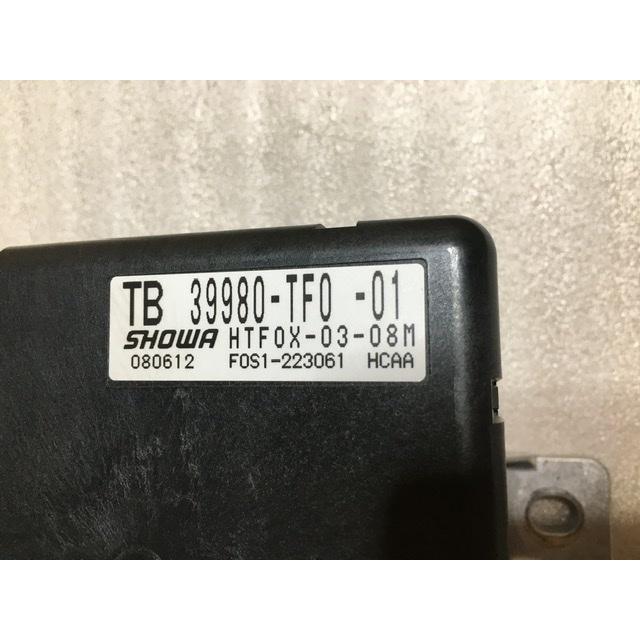 TB 39980-TF0 -01
SHOWA HTF0X-03-08M
080612 F0S1-223061 HCAA